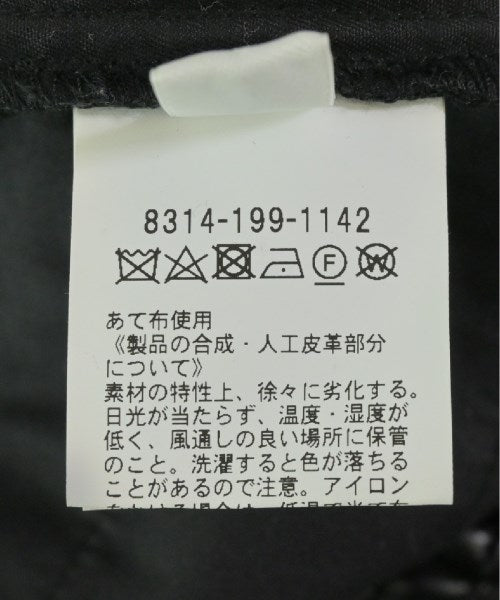 8314-199-1142
F W
あて布使用
《製品の合成・人工皮革部分
について》
素材の特性上、徐々に劣化する。
日光が当たらず、温度・湿度が
低く、風通しの良い場所に保管
のこと。洗濯すると色が落ちる
ことがあるので注意。アイロン